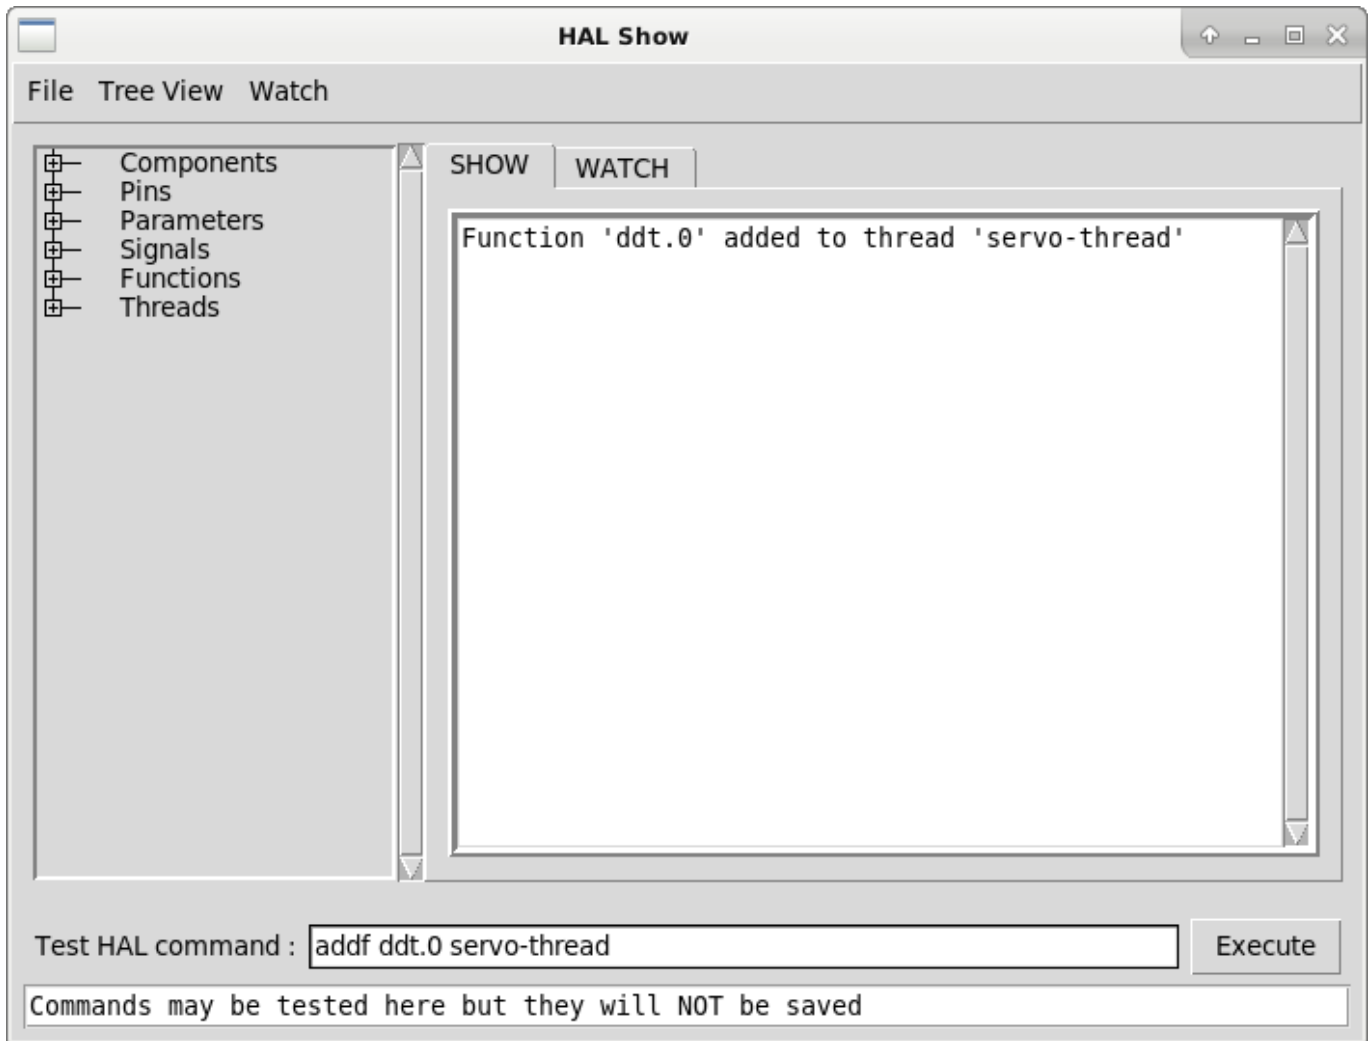 HAL Show
File Tree View Watch
Components
Pins
Parameters
Signals
Functions
Threads
SHOW WATCH
Function 'ddt.0' added to thread 'servo-thread'
Test HAL command : addf ddt.0 servo-thread Execute
Commands may be tested here but they will NOT be saved